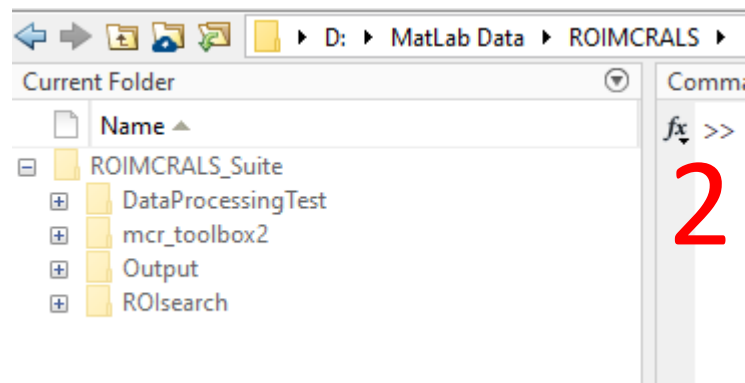 D: MatLab Data ROIMCRALS
Current Folder
Comma
Name
fx >>
ROIMCRALS_Suite
2
DataProcessingTest
mcr_toolbox2
Output
ROIsearch